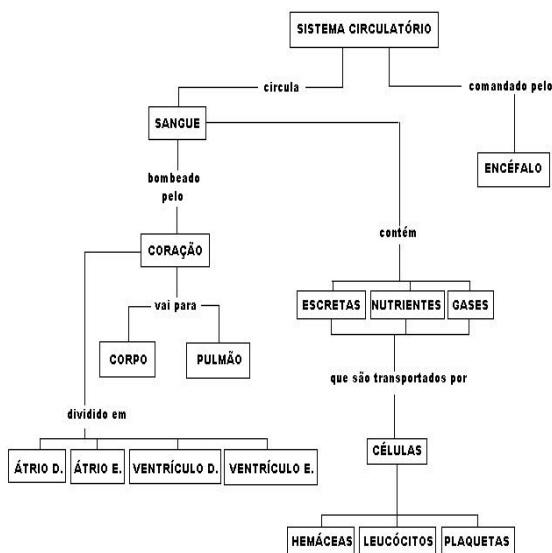 SISTEMA CIRCULATÓRIO
circula
comandado pelo
SANGUE
ENCÉFALO
bombeado
pelo
contém
CORAÇÃO
vai para
ESCRETAS NUTRIENTES GASES
CORPO PULMÃO
que são transportados por
dividido em
CÉLULAS
ÁTRIO D. ÁTRIO E. VENTRÍCULO D. VENTRÍCULO E.
HEMÁCEAS LEUCÓCITOS PLAQUETAS